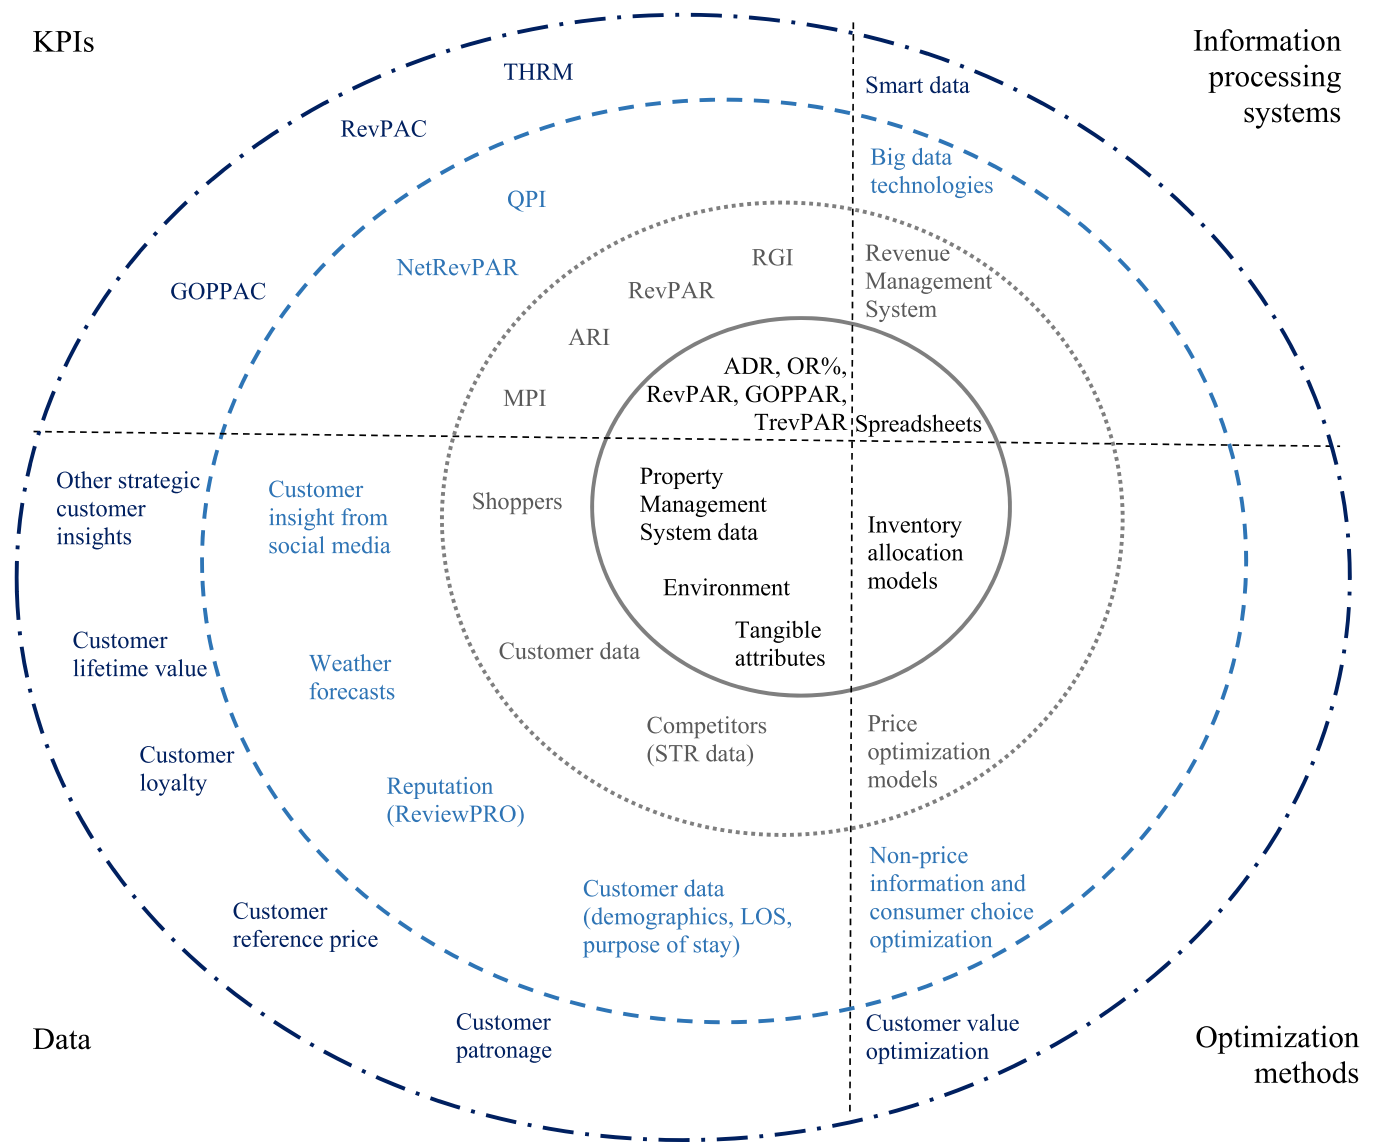 KPIs
Information
processing
systems
THRM
RevPAC
GOPPAC
QPI
NetRevPAR
RGI
RevPAR
ARI
MPI
ADR, OR%,
RevPAR, GOPPAR,
TrevPAR
Smart data
Big data
technologies
Revenue
Management
System
Spreadsheets
Other strategic
customer
insights
Customer
lifetime value
Customer
loyalty
Customer
reference price
Customer
patronage
Customer
insight from
social media
Weather
forecasts
Reputation
(ReviewPRO)
Customer data
(demographics, LOS,
purpose of stay)
Shoppers
Customer data
Competitors
(STR data)
Property
Management
System data
Environment
Tangible
attributes
Inventory
allocation
models
Price
optimization
models
Non-price
information and
consumer choice
optimization
Customer value
optimization
Data
Optimization
methods